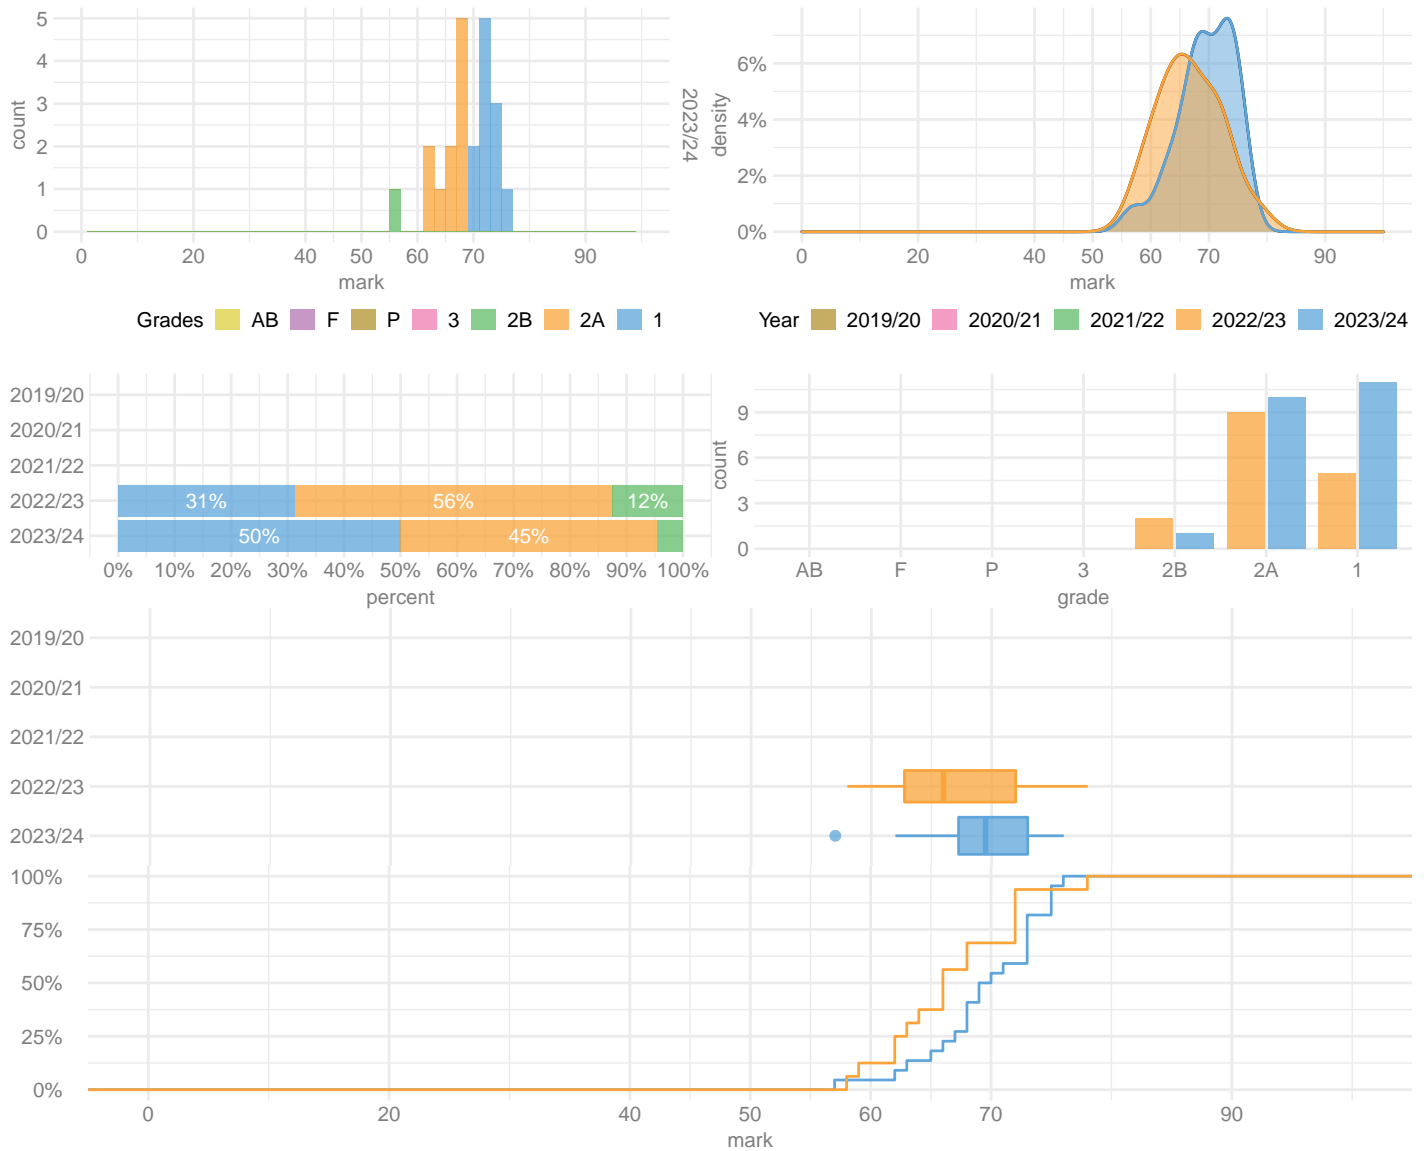 5
4
3
2
1
0
count
0 20 40 50 60 70 90
mark
2023/24
6%
4%
2%
0%
density
0 20 40 50 60 70 90
mark
Grades AB F P 3 2B 2A 1
Year 2019/20 2020/21 2021/22 2022/23 2023/24
2019/20
2020/21
2021/22
2022/23 31% 56% 12%
2023/24 50% 45%
0% 10% 20% 30% 40% 50% 60% 70% 80% 90% 100%
percent
9
6
3
0
count
AB F P 3 2B 2A 1
grade
2019/20
2020/21
2021/22
2022/23
2023/24
100%
75%
50%
25%
0%
0 20 40 50 60 70 90
mark